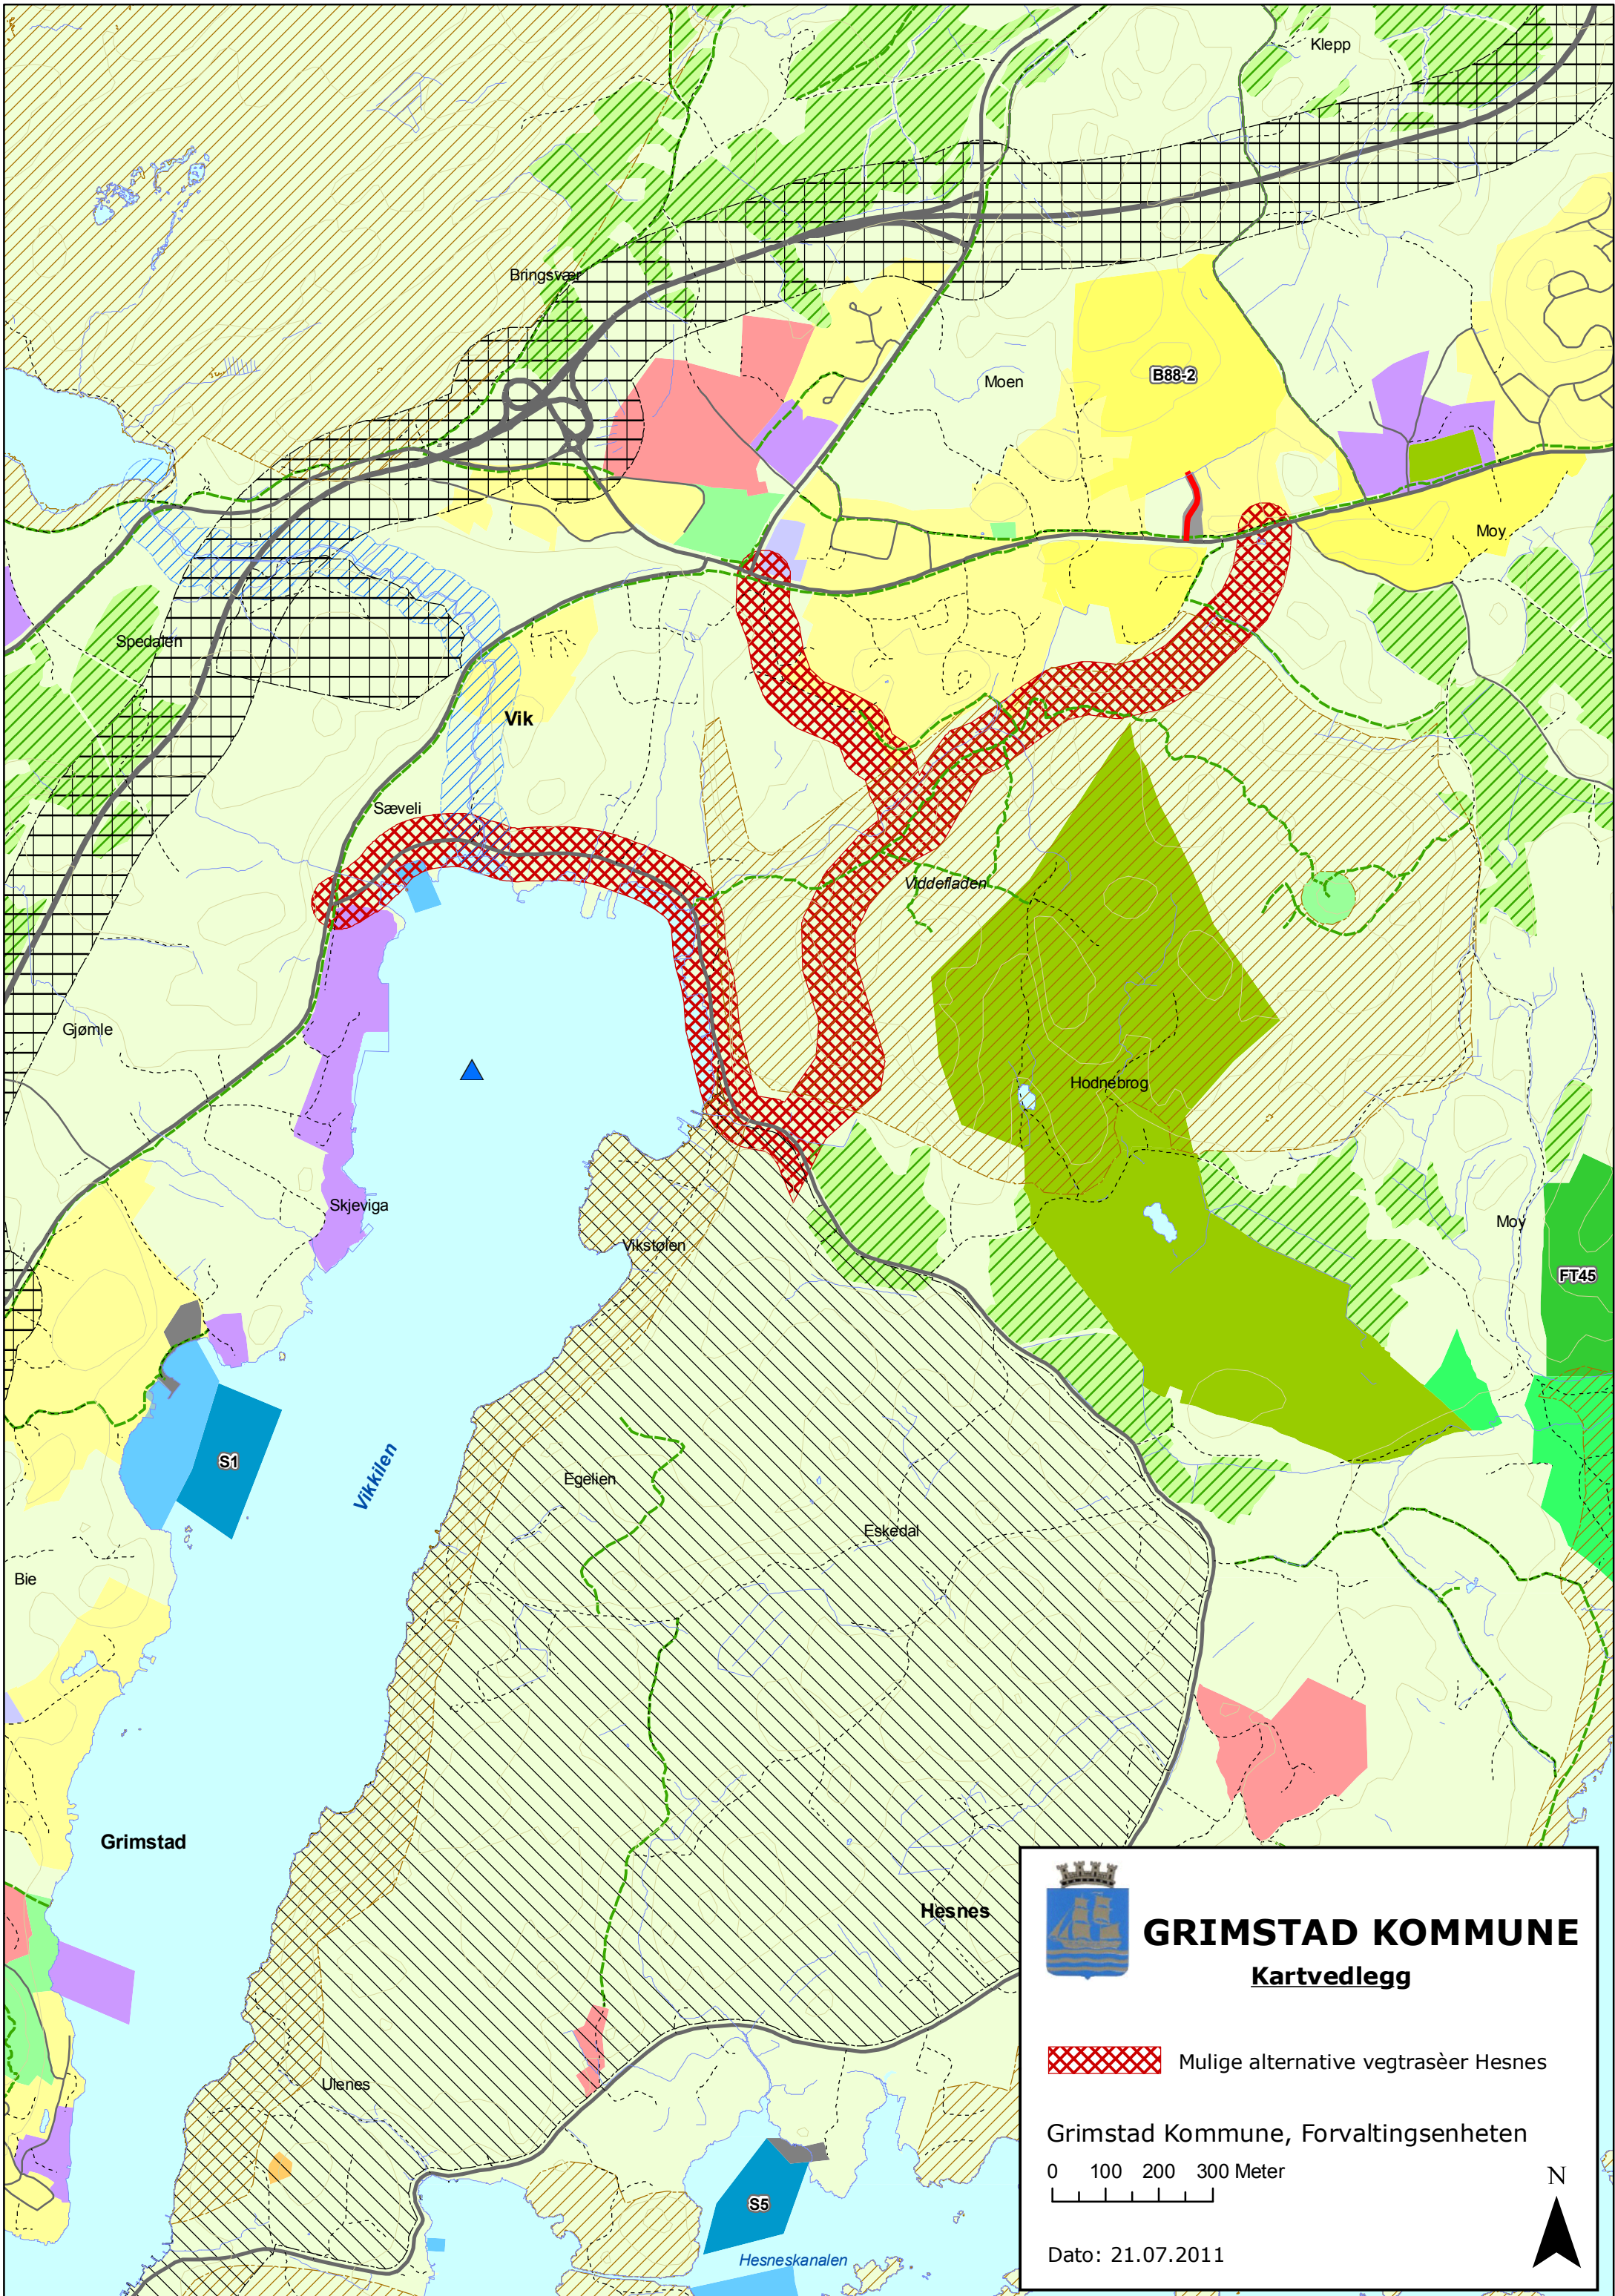 Klepp
Bringsvær
Moen
B88-2
Moy
Spedalen
Vik
Sæveli
Viddefladen
Gjømle
Hodnebrog
Skjeviga
Moy
Vikstølen
FT45
S1
Vikkilen
Egelien
Eskedal
Bie
Grimstad
Hesnes
GRIMSTAD KOMMUNE
Kartvedlegg
Mulige alternative vegtrasèer Hesnes
Ulenes
Grimstad Kommune, Forvaltingsenheten
0 100 200 300 Meter
N
S5
Dato: 21.07.2011
Hesneskanalen